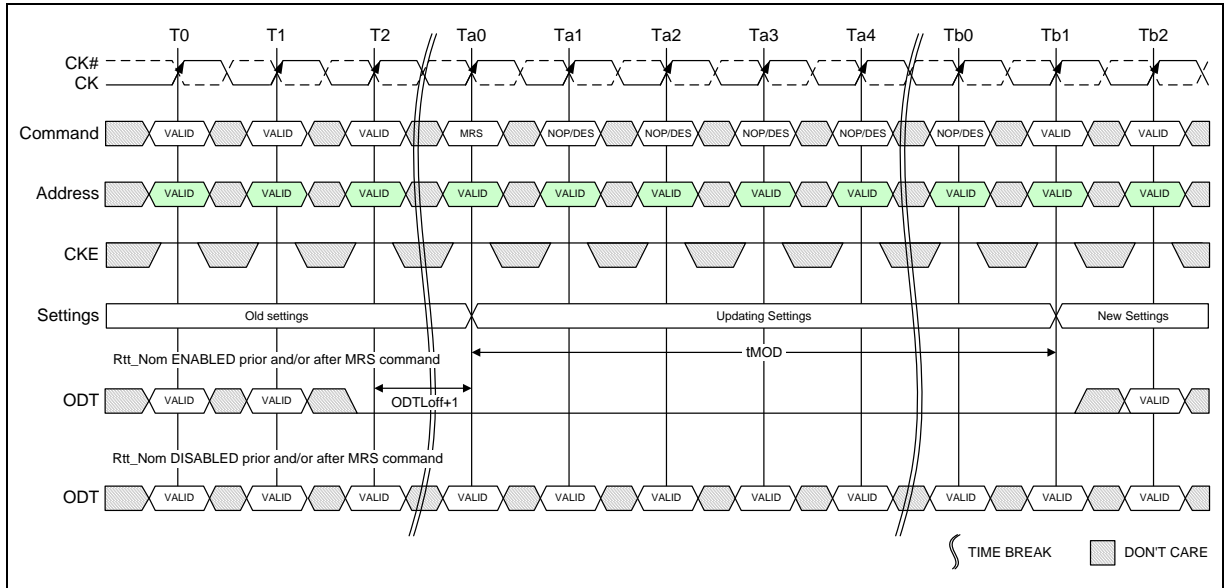 T0 T1 T2 Ta0 Ta1 Ta2 Ta3 Ta4 Tb0 Tb1 Tb2
CK#
CK
Command VALID VALID VALID MRS NOP/DES NOP/DES NOP/DES NOP/DES NOP/DES VALID VALID
Address VALID VALID VALID VALID VALID VALID VALID VALID VALID VALID VALID
CKE
Settings Old settings Updating Settings New Settings
Rtt_Nom ENABLED prior and/or after MRS command tMOD
ODT VALID VALID ODTLoff+1 VALID
Rtt_Nom DISABLED prior and/or after MRS command
ODT VALID VALID VALID VALID VALID VALID VALID VALID VALID VALID VALID
TIME BREAK DON'T CARE